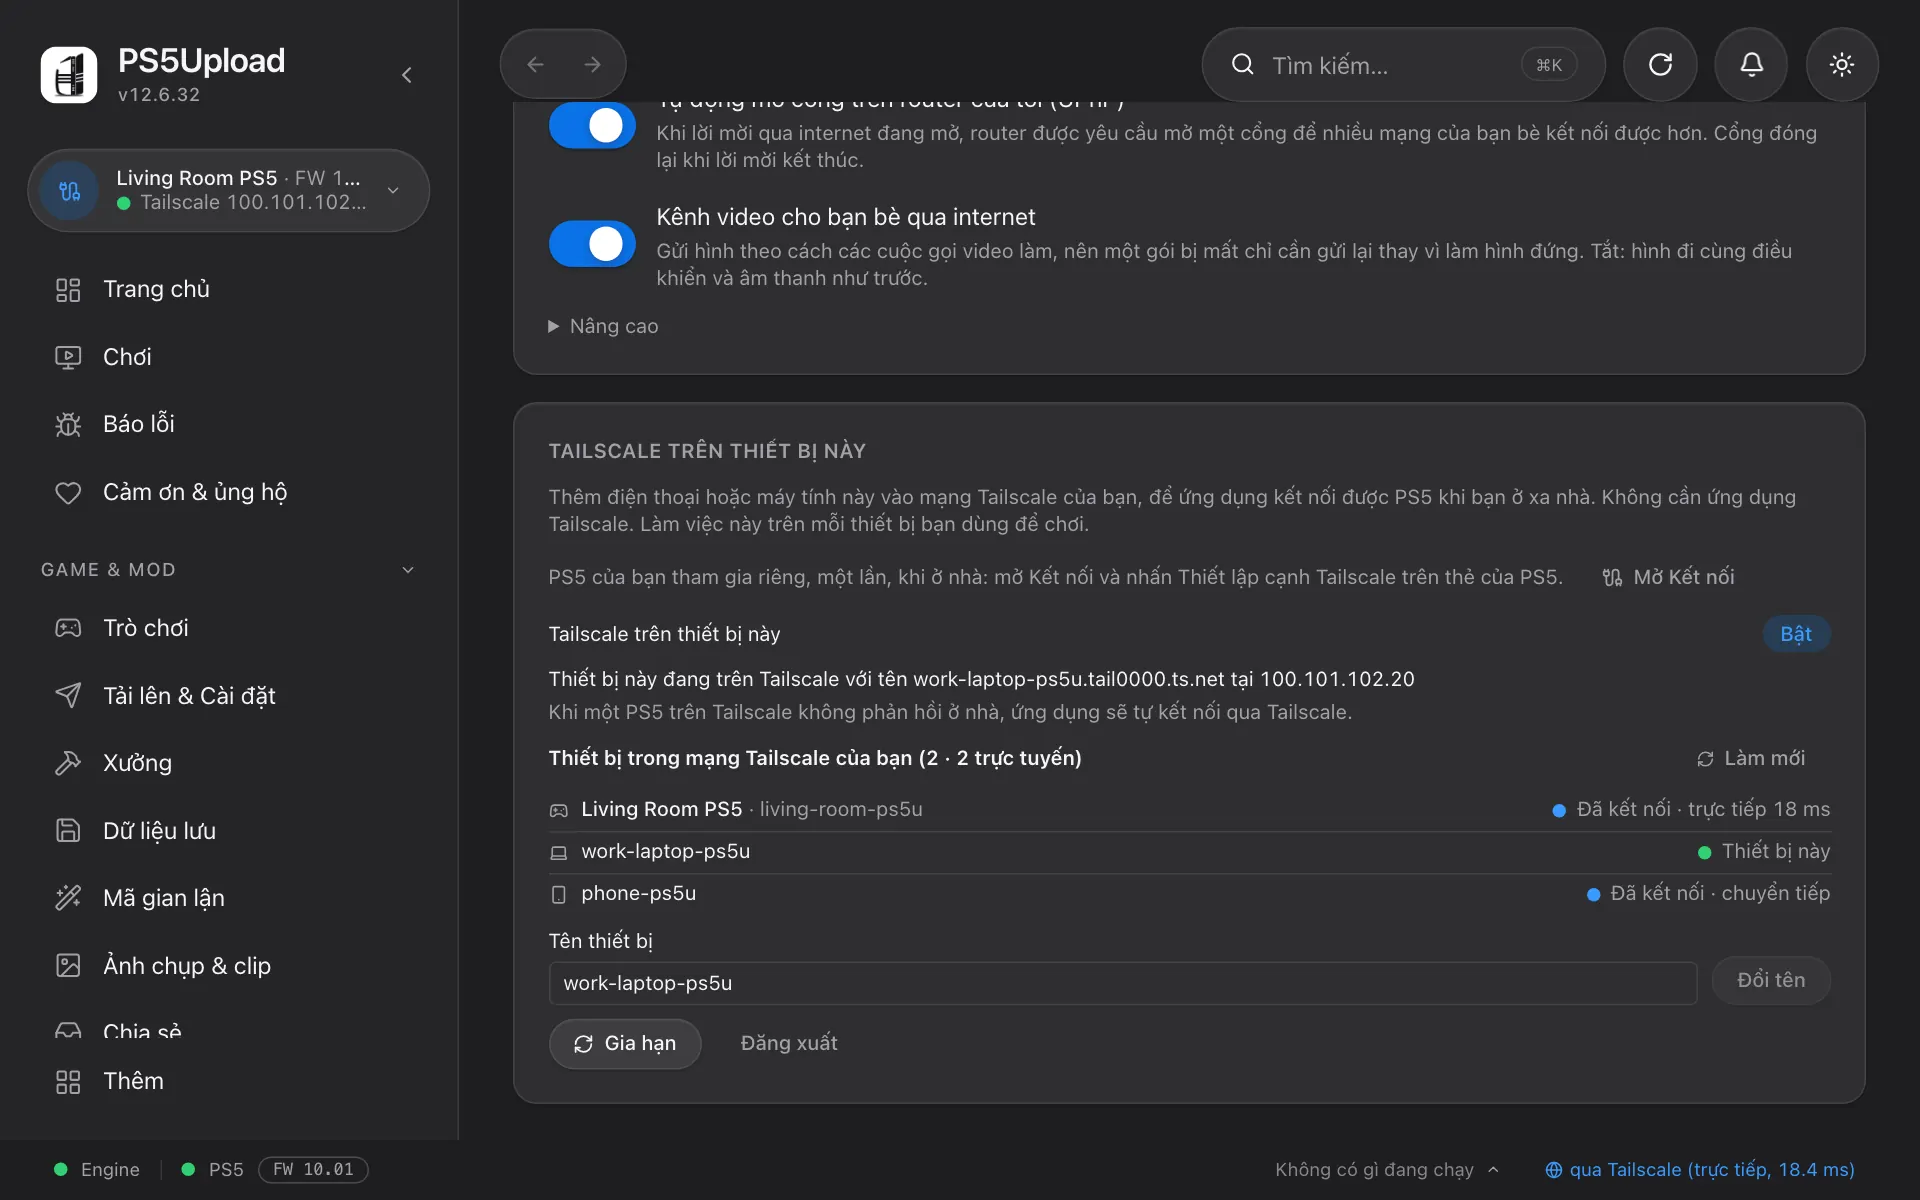 PS5Upload
v12.6.32
Living Room PS5 · FW 1...
Tailscale 100.101.102...
Trang chủ
Chơi
Báo lỗi
Cảm ơn & ủng hộ
GAME & MOD
Trò chơi
Tải lên & Cài đặt
Xưởng
Dữ liệu lưu
Mã gian lận
Ảnh chụp & clip
Chia sẻ
Thêm
Tìm kiếm...
⌘K
Tự động mở cổng trên router của tôi (UPnP)
Khi lời mời qua internet đang mở, router được yêu cầu mở một cổng để nhiều mạng của bạn bè kết nối được hơn. Cổng đóng
lại khi lời mời kết thúc.
Kênh video cho bạn bè qua internet
Gửi hình theo cách các cuộc gọi video làm, nên một gói bị mất chỉ cần gửi lại thay vì làm hình đứng. Tắt: hình đi cùng điều
khiển và âm thanh như trước.
▶ Nâng cao
TAILSCALE TRÊN THIẾT BỊ NÀY
Thêm điện thoại hoặc máy tính này vào mạng Tailscale của bạn, để ứng dụng kết nối được PS5 khi bạn ở xa nhà. Không cần ứng dụng
Tailscale. Làm việc này trên mỗi thiết bị bạn dùng để chơi.
PS5 của bạn tham gia riêng, một lần, khi ở nhà: mở Kết nối và nhấn Thiết lập cạnh Tailscale trên thẻ của PS5.
Mở Kết nối
Tailscale trên thiết bị này
Bật
Thiết bị này đang trên Tailscale với tên work-laptop-ps5u.tail0000.ts.net tại 100.101.102.20
Khi một PS5 trên Tailscale không phản hồi ở nhà, ứng dụng sẽ tự kết nối qua Tailscale.
Thiết bị trong mạng Tailscale của bạn (2 · 2 trực tuyến)
Làm mới
Living Room PS5 · living-room-ps5u
Đã kết nối · trực tiếp 18 ms
work-laptop-ps5u
Thiết bị này
phone-ps5u
Đã kết nối · chuyển tiếp
Tên thiết bị
work-laptop-ps5u
Đổi tên
Gia hạn
Đăng xuất
Engine
PS5
FW 10.01
Không có gì đang chạy
qua Tailscale (trực tiếp, 18.4 ms)